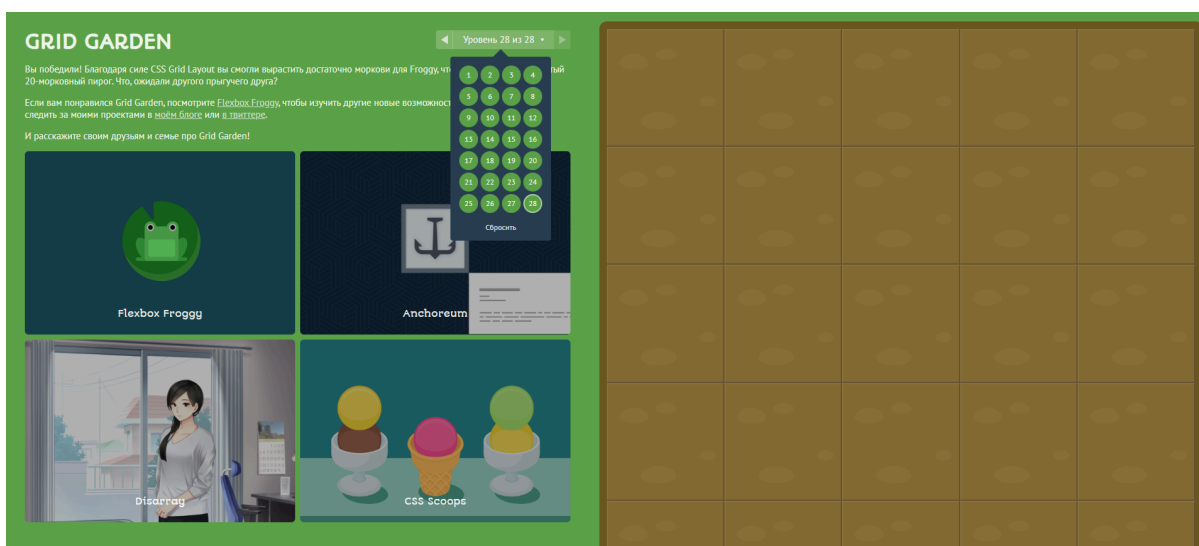 GRID GARDEN
Уровень 28 из 28
Вы победили! Благодаря силе CSS Grid Layout вы смогли вырастить достаточно моркови для Froggy,
20-морковный пирог. Что, ожидали другого прыгучего друга?
Если вам понравился Grid Garden, посмотрите Flexbox Froggy, чтобы изучить другие новые
следить за моими проектами в моём блоге или в твиттере.
И расскажите своим друзьям и семье про Grid Garden!
1 2 3 4
5 6 7 8
9 10 11 12
13 14 15 16
17 18 19 20
21 22 23 24
25 26 27 28
Сбросить
Flexbox Froggy
Anchoreum
Disarray
CSS Scoops